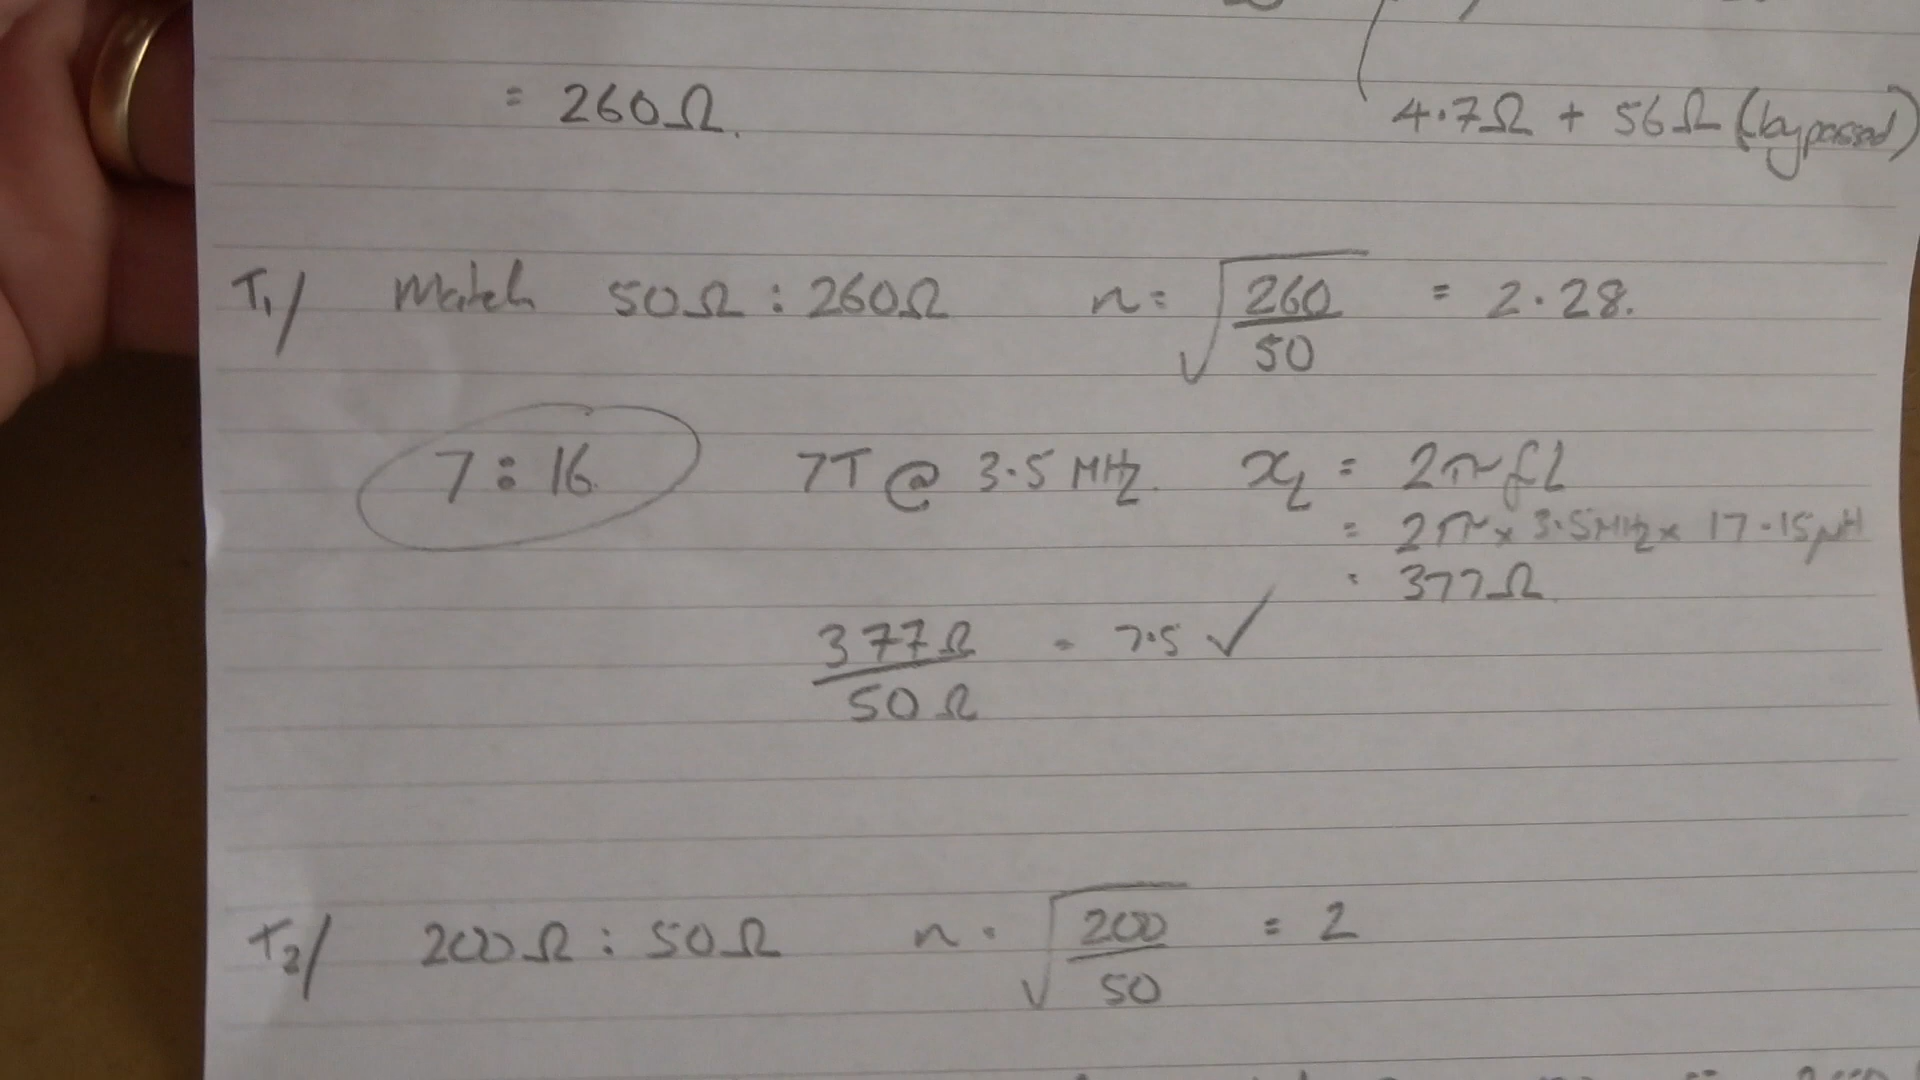 = 260Ω.
4.7Ω + 56Ω (bypassed)
T1/ Match 50Ω : 260Ω n = √260/50 = 2.28.
7 : 16 7T @ 3.5 MHz. XL = 2πfL
= 2π × 3.5MHz × 17.15μH
= 377Ω
377Ω/50Ω = 7.5 ✓
T2/ 200Ω : 50Ω n = √200/50 = 2